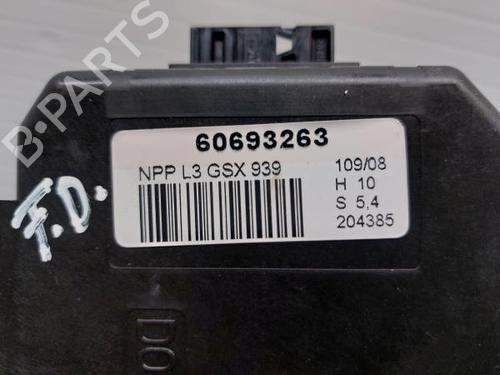 B-PARTS
60693263
NPP L3 GSX 939
109/08
H 10
S 5,4
204385
F.D.
DO